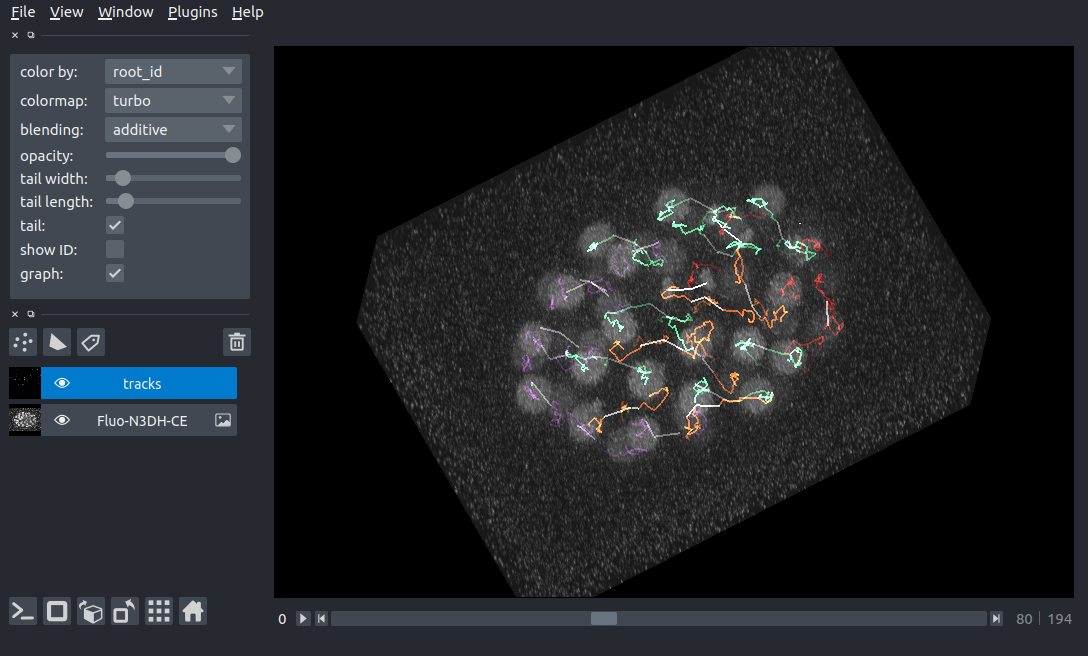 File View Window Plugins Help
color by: root_id
colormap: turbo
blending: additive
opacity:
tail width:
tail length:
tail:
show ID:
graph:
tracks
Fluo-N3DH-CE
0 80 194